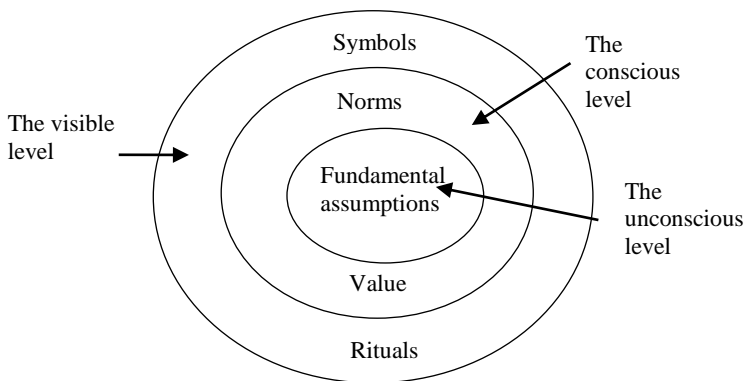 Symbols
The
conscious
level
Norms
The visible
level
Fundamental
assumptions
The
unconscious
level
Value
Rituals